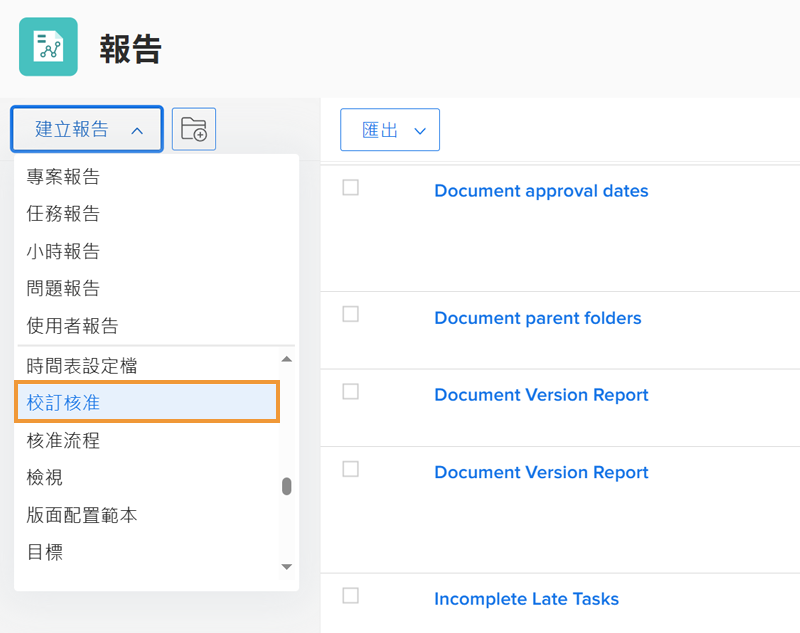 報告
建立報告
匯出
專案報告
任務報告
小時報告
問題報告
使用者報告
時間表設定檔
校訂核准
核准流程
檢視
版面配置範本
目標
Document approval dates
Document parent folders
Document Version Report
Document Version Report
Incomplete Late Tasks